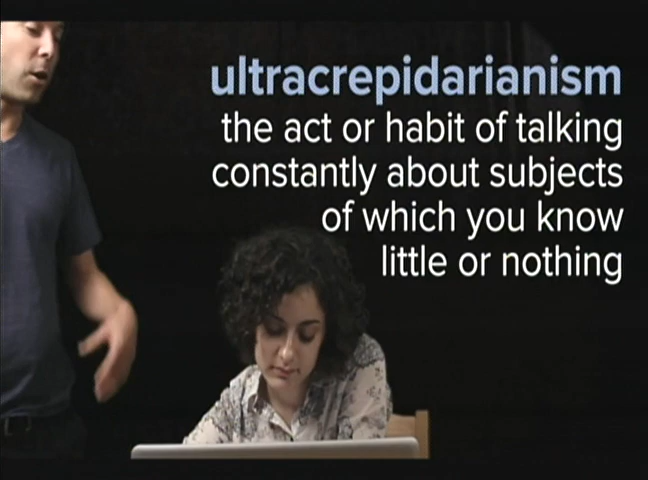 ultracrepidarianism
the act or habit of talking
constantly about subjects
of which you know
little or nothing